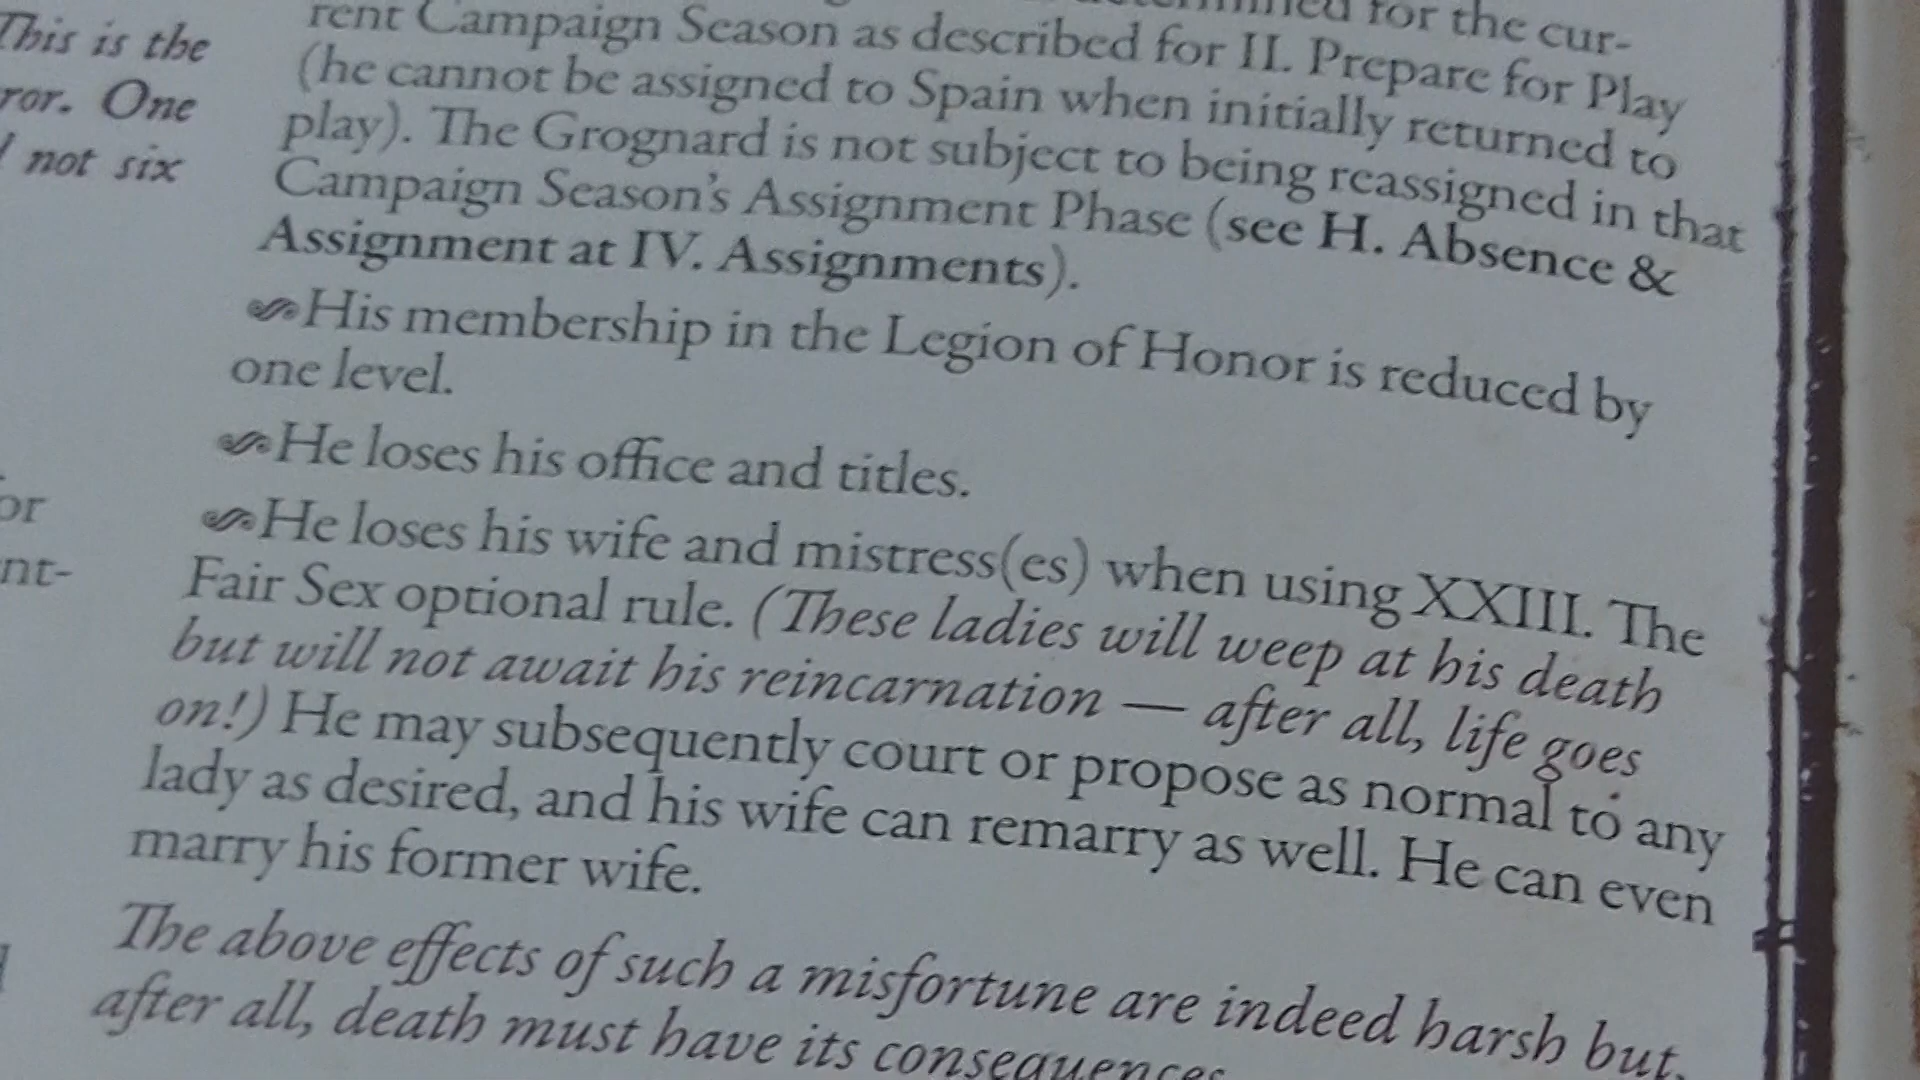 This is the
One
not six
for the cur-
rent Campaign Season as described for II. Prepare for Play
(he cannot be assigned to Spain when initially returned to
play). The Grognard is not subject to being reassigned in that
Campaign Season's Assignment Phase (see H. Absence &
Assignment at IV. Assignments).
His membership in the Legion of Honor is reduced by
one level.
He loses his office and titles.
He loses his wife and mistress(es) when using XXIII. The
Fair Sex optional rule. (These ladies will weep at his death
but will not await his reincarnation — after all, life goes
on!) He may subsequently court or propose as normal to any
lady as desired, and his wife can remarry as well. He can even
marry his former wife.
The above effects of such a misfortune are indeed harsh but,
after all, death must have its consequences